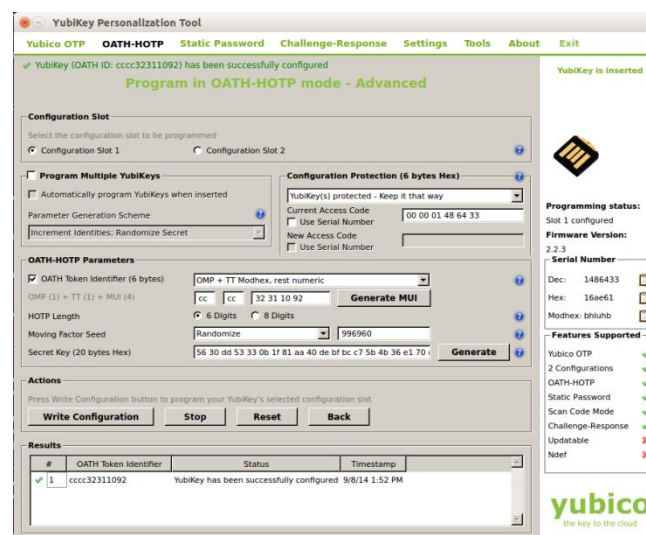 YubiKey Personalization Tool
Yubico OTP OATH-HOTP Static Password Challenge-Response Settings Tools About Exit
YubiKey (OATH ID: cccc32311092) has been successfully configured
Program in OATH-HOTP mode - Advanced
Configuration Slot
Select the configuration slot to be programmed
Configuration Slot 1 Configuration Slot 2
Program Multiple YubiKeys
Automatically program YubiKeys when inserted
Parameter Generation Scheme
Increment Identities; Randomize Secret
Configuration Protection (6 bytes Hex)
YubiKey(s) protected - Keep it that way
Current Access Code
Use Serial Number
00 00 01 48 64 33
New Access Code
Use Serial Number
OATH-HOTP Parameters
OATH Token Identifier (6 bytes) OMP + TT Modhex, rest numeric
OMP (1) + TT (1) + MUI (4) cc cc 32 31 10 92 Generate MUI
HOTP Length 6 Digits 8 Digits
Moving Factor Seed Randomize 996960
Secret Key (20 bytes Hex) 56 30 dd 53 33 0b 1f 81 aa 40 de bf bc c7 5b 4b 36 e1 70 Generate
Actions
Press Write Configuration button to program your YubiKey's selected configuration slot
Write Configuration Stop Reset Back
Results
# OATH Token Identifier Status Timestamp
1 cccc32311092 YubiKey has been successfully configured 9/8/14 1:52 PM
YubiKey is inserted
Programming status:
Slot 1 configured
Firmware Version:
2.2.3
Serial Number
Dec: 1486433
Hex: 16ae61
Modhex: bhluhb
Features Supported
Yubico OTP
2 Configurations
OATH-HOTP
Static Password
Scan Code Mode
Challenge-Response
Updatable
Ndef
yubico
the key to the cloud